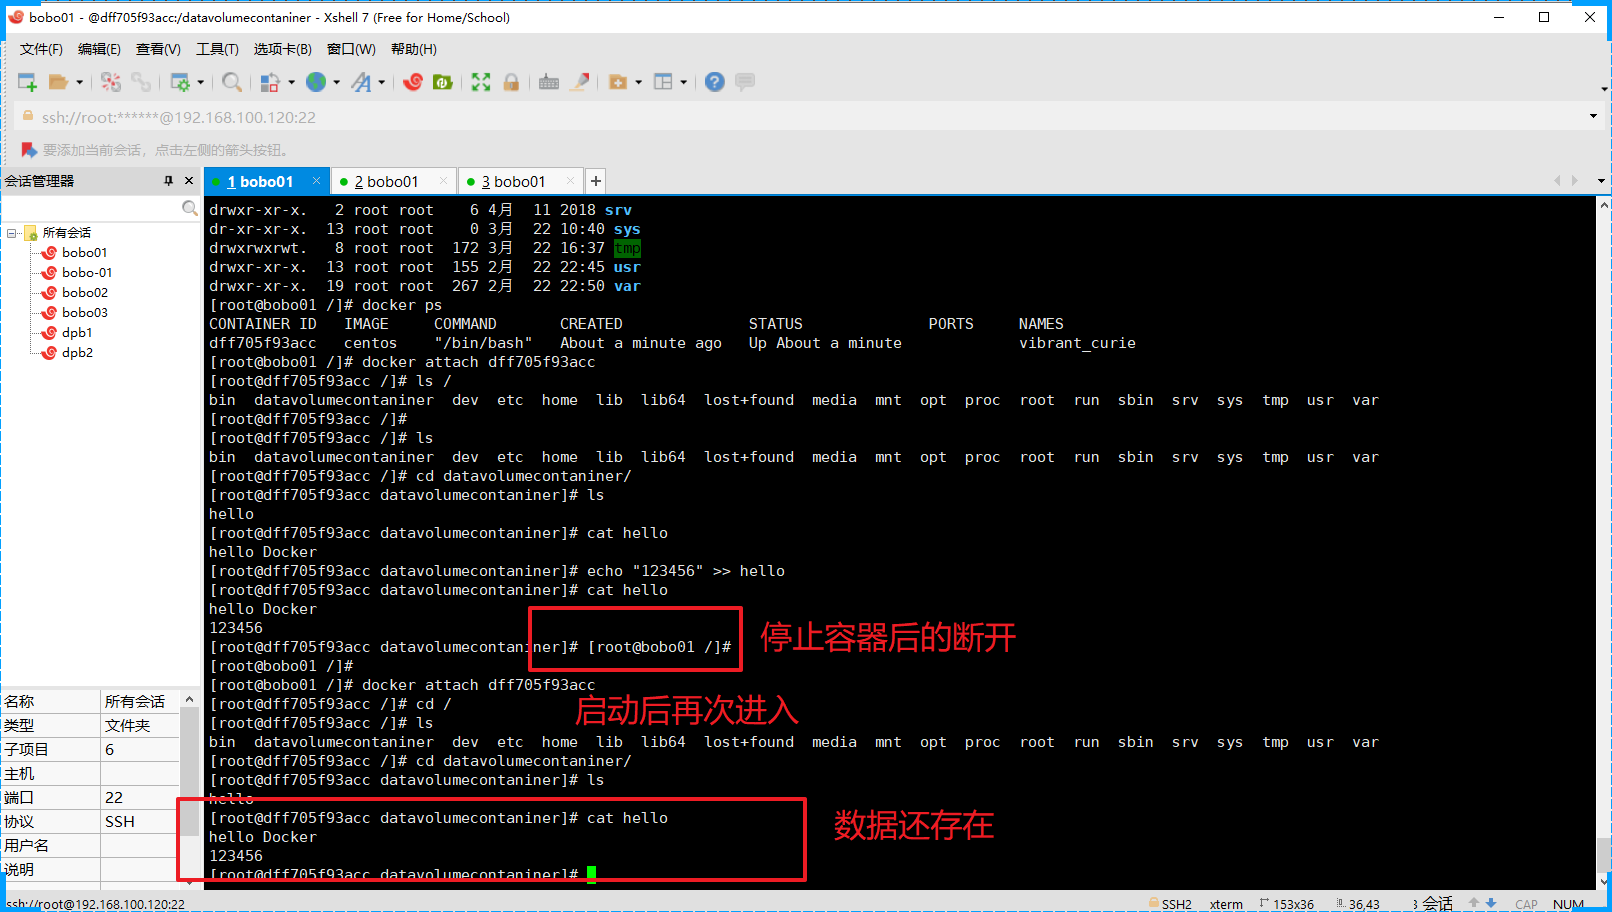 bobo01 - @dff705f93acc:/datavolumecontaniner - Xshell 7 (Free for Home/School)
文件(F) 编辑(E) 查看(V) 工具(T) 选项卡(B) 窗口(W) 帮助(H)
ssh://root:******@192.168.100.120:22
要添加当前会话，点击左侧的箭头按钮。
会话管理器
1 bobo01
2 bobo01
3 bobo01
所有会话
bobo01
bobo-01
bobo02
bobo03
dpb1
dpb2
名称 所有会话
类型 文件夹
子项目 6
主机
端口 22
协议 SSH
用户名
说明
drwxr-xr-x.   2 root root    6 4月  11 2018 srv
dr-xr-xr-x.  13 root root    0 3月  22 10:40 sys
drwxrwxrwt.   8 root root  172 3月  22 16:37 tmp
drwxr-xr-x.  13 root root  155 2月  22 22:45 usr
drwxr-xr-x.  19 root root  267 2月  22 22:50 var
[root@bobo01 /]# docker ps
CONTAINER ID   IMAGE     COMMAND       CREATED              STATUS              PORTS     NAMES
dff705f93acc   centos    "/bin/bash"   About a minute ago   Up About a minute             vibrant_curie
[root@bobo01 /]# docker attach dff705f93acc
[root@dff705f93acc /]# ls /
bin  datavolumecontaniner  dev  etc  home  lib  lib64  lost+found  media  mnt  opt  proc  root  run  sbin  srv  sys  tmp  usr  var
[root@dff705f93acc /]#
[root@dff705f93acc /]# ls
bin  datavolumecontaniner  dev  etc  home  lib  lib64  lost+found  media  mnt  opt  proc  root  run  sbin  srv  sys  tmp  usr  var
[root@dff705f93acc /]# cd datavolumecontaniner/
[root@dff705f93acc datavolumecontaniner]# ls
hello
[root@dff705f93acc datavolumecontaniner]# cat hello
hello Docker
[root@dff705f93acc datavolumecontaniner]# echo "123456" >> hello
[root@dff705f93acc datavolumecontaniner]# cat hello
hello Docker
123456
[root@dff705f93acc datavolumecontaniner]# [root@bobo01 /]#
停止容器后的断开
[root@bobo01 /]#
[root@bobo01 /]# docker attach dff705f93acc
[root@dff705f93acc /]# cd /
启动后再次进入
[root@dff705f93acc /]# ls
bin  datavolumecontaniner  dev  etc  home  lib  lib64  lost+found  media  mnt  opt  proc  root  run  sbin  srv  sys  tmp  usr  var
[root@dff705f93acc /]# cd datavolumecontaniner/
[root@dff705f93acc datavolumecontaniner]# ls
hello
[root@dff705f93acc datavolumecontaniner]# cat hello
数据还存在
hello Docker
123456
[root@dff705f93acc datavolumecontaniner]#
ssh://root@192.168.100.120:22 SSH2 xterm 153x36 36,43 3 会话 CAP NUM